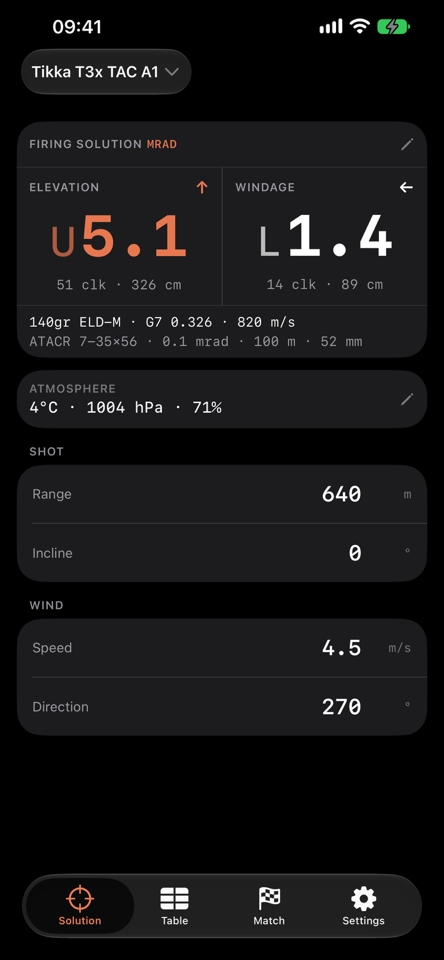 09:41
Tikka T3x TAC A1
FIRING SOLUTION MRAD
ELEVATION
U5.1
51 clk · 326 cm
WINDAGE
L1.4
14 clk · 89 cm
140gr ELD-M · G7 0.326 · 820 m/s
ATACR 7-35×56 · 0.1 mrad · 100 m · 52 mm
ATMOSPHERE
4°C · 1004 hPa · 71%
SHOT
Range 640 m
Incline 0 °
WIND
Speed 4.5 m/s
Direction 270 °
Solution Table Match Settings